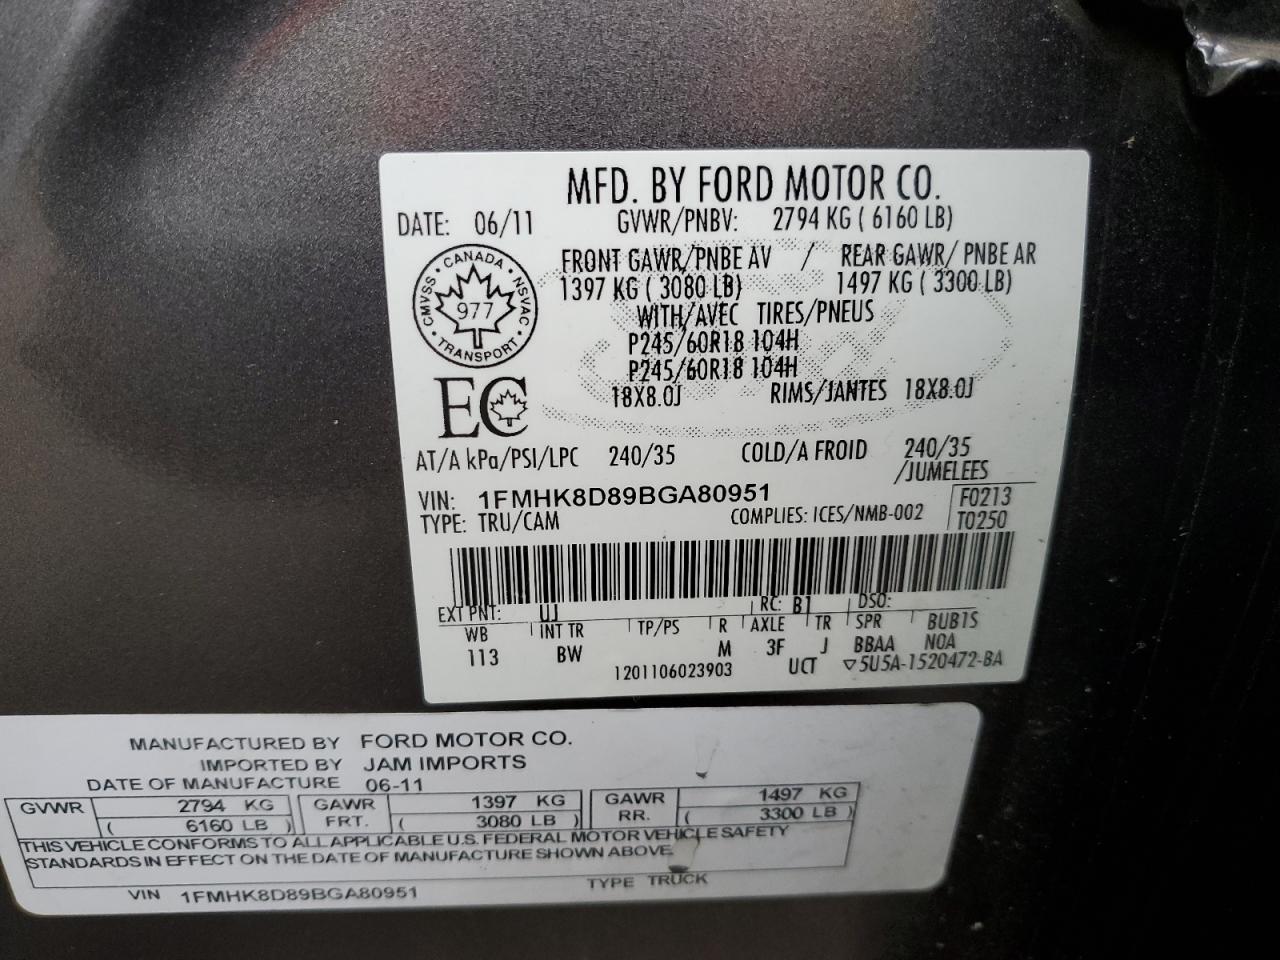 MFD. BY FORD MOTOR CO.
DATE: 06/11 GVWR/PNBV: 2794 KG ( 6160 LB)
FRONT GAWR/PNBE AV / REAR GAWR/ PNBE AR
1397 KG ( 3080 LB) 1497 KG ( 3300 LB)
WITH/AVEC TIRES/PNEUS
P245/60R18 104H
P245/60R18 104H
18X8.0J RIMS/JANTES 18X8.0J
CANADA NSVAC TRANSPORT CMVSS
977
EC
AT/A kPa/PSI/LPC 240/35 COLD/A FROID 240/35
/JUMELEES
VIN: 1FMHK8D89BGA80951 F0213
TYPE: TRU/CAM COMPLIES: ICES/NMB-002 T0250
EXT PNT: UJ RC: B1 DSO:
WB INT TR TP/PS R AXLE TR SPR BUB1S
113 BW M 3F J BBAA NOA
1201106023903 UCT ▽5U5A-1520472-BA
MANUFACTURED BY FORD MOTOR CO.
IMPORTED BY JAM IMPORTS
DATE OF MANUFACTURE 06-11
GVWR 2794 KG GAWR 1397 KG GAWR 1497 KG
( 6160 LB ) FRT. ( 3080 LB ) RR. ( 3300 LB )
THIS VEHICLE CONFORMS TO ALL APPLICABLE U.S. FEDERAL MOTOR VEHICLE SAFETY
STANDARDS IN EFFECT ON THE DATE OF MANUFACTURE SHOWN ABOVE.
VIN 1FMHK8D89BGA80951 TYPE TRUCK